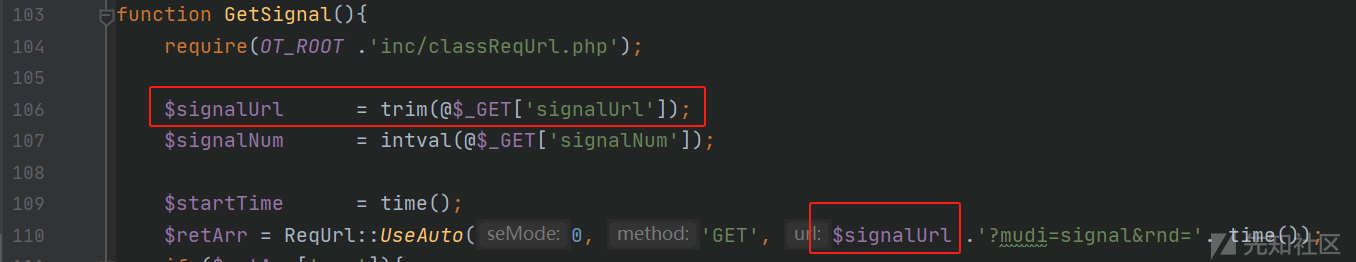 103 function GetSignal(){
104 require(OT_ROOT .'inc/classReqUrl.php');
105
106 $signalUrl = trim(@$_GET['signalUrl']);
107 $signalNum = intval(@$_GET['signalNum']);
108
109 $startTime = time();
110 $retArr = ReqUrl::UseAuto( seMode: 0, method: 'GET', url: $signalUrl .'?mudi=signal&rnd='. time());
先知社区